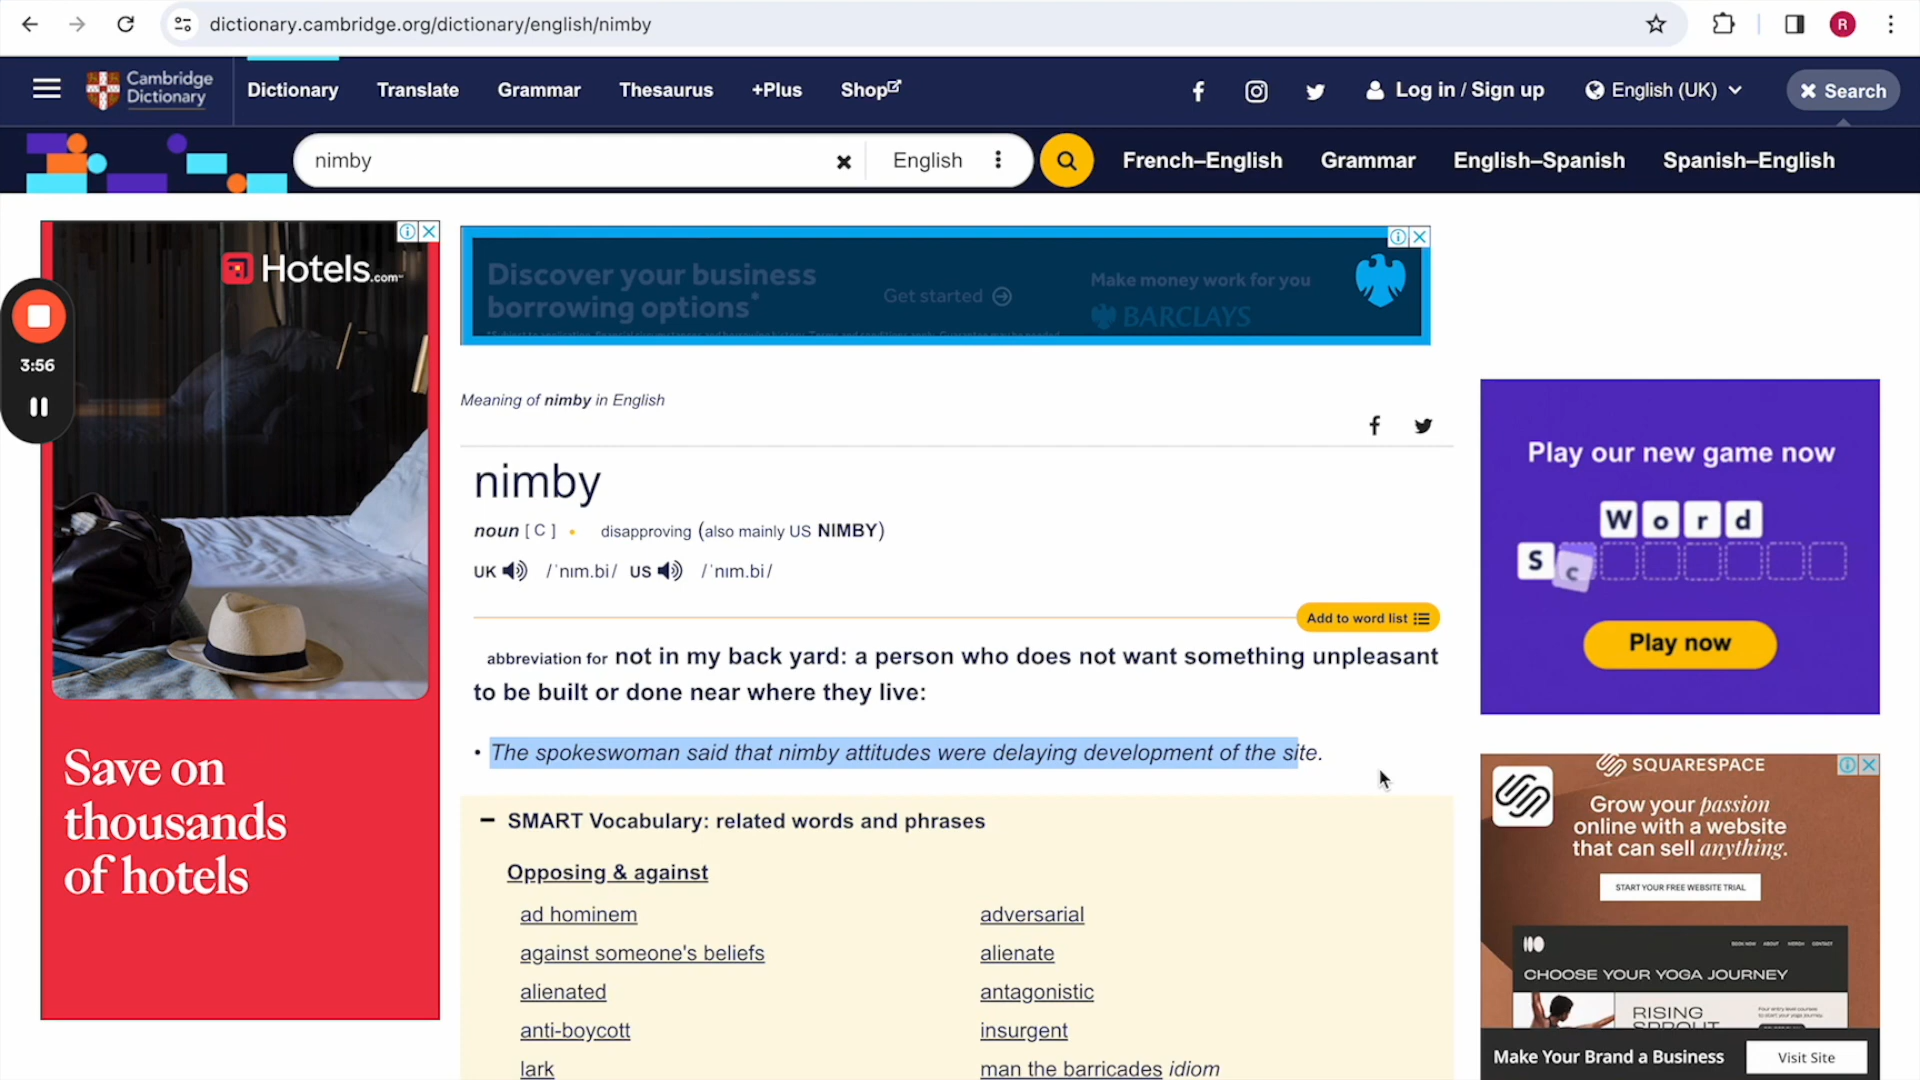 dictionary.cambridge.org/dictionary/english/nimby
R
Cambridge
Dictionary
Dictionary
Translate
Grammar
Thesaurus
+Plus
Shop
Log in / Sign up
English (UK)
Search
nimby
English
French–English
Grammar
English–Spanish
Spanish–English
Hotels.com
3:56
Save on
thousands
of hotels
Discover your business
borrowing options*
Get started
Make money work for you
BARCLAYS
Meaning of nimby in English
nimby
noun [ C ] • disapproving (also mainly US NIMBY)
UK /ˈnɪm.bi/ US /ˈnɪm.bi/
Add to word list
abbreviation for not in my back yard: a person who does not want something unpleasant
to be built or done near where they live:
• The spokeswoman said that nimby attitudes were delaying development of the site.
SMART Vocabulary: related words and phrases
Opposing & against
ad hominem
adversarial
against someone's beliefs
alienate
alienated
antagonistic
anti-boycott
insurgent
lark
man the barricades idiom
Play our new game now
W o r d
S c
Play now
SQUARESPACE
Grow your passion
online with a website
that can sell anything.
START YOUR FREE WEBSITE TRIAL
BOOK NOW ABOUT MERCH CONTACT
CHOOSE YOUR YOGA JOURNEY
RISING
SPROUT
Make Your Brand a Business
Visit Site